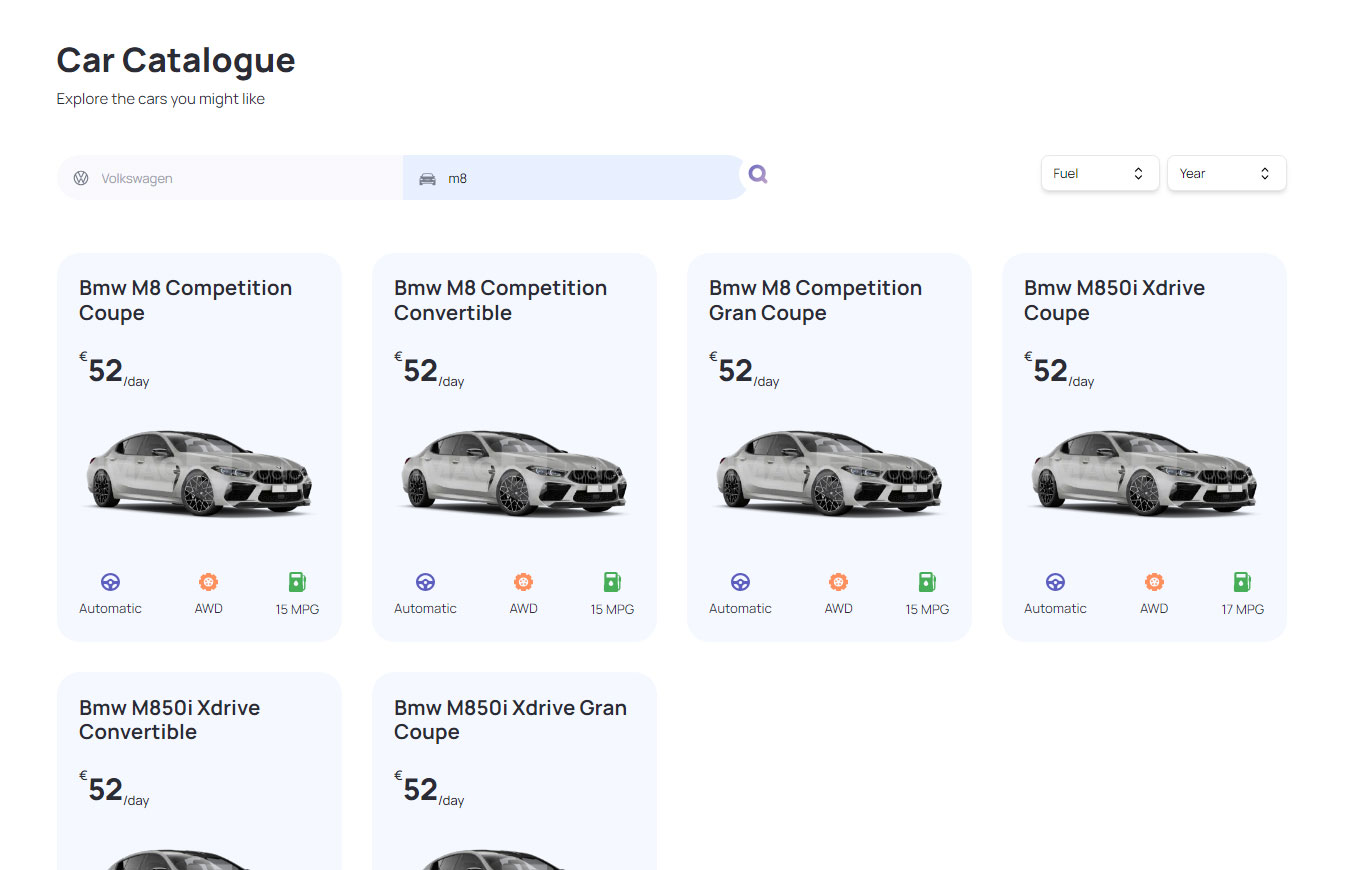 Car Catalogue
Explore the cars you might like
Volkswagen
m8
Fuel
Year
Bmw M8 Competition
Coupe
€52/day
Automatic
AWD
15 MPG
Bmw M8 Competition
Convertible
€52/day
Automatic
AWD
15 MPG
Bmw M8 Competition
Gran Coupe
€52/day
Automatic
AWD
15 MPG
Bmw M850i Xdrive
Coupe
€52/day
Automatic
AWD
17 MPG
Bmw M850i Xdrive
Convertible
€52/day
Bmw M850i Xdrive Gran
Coupe
€52/day